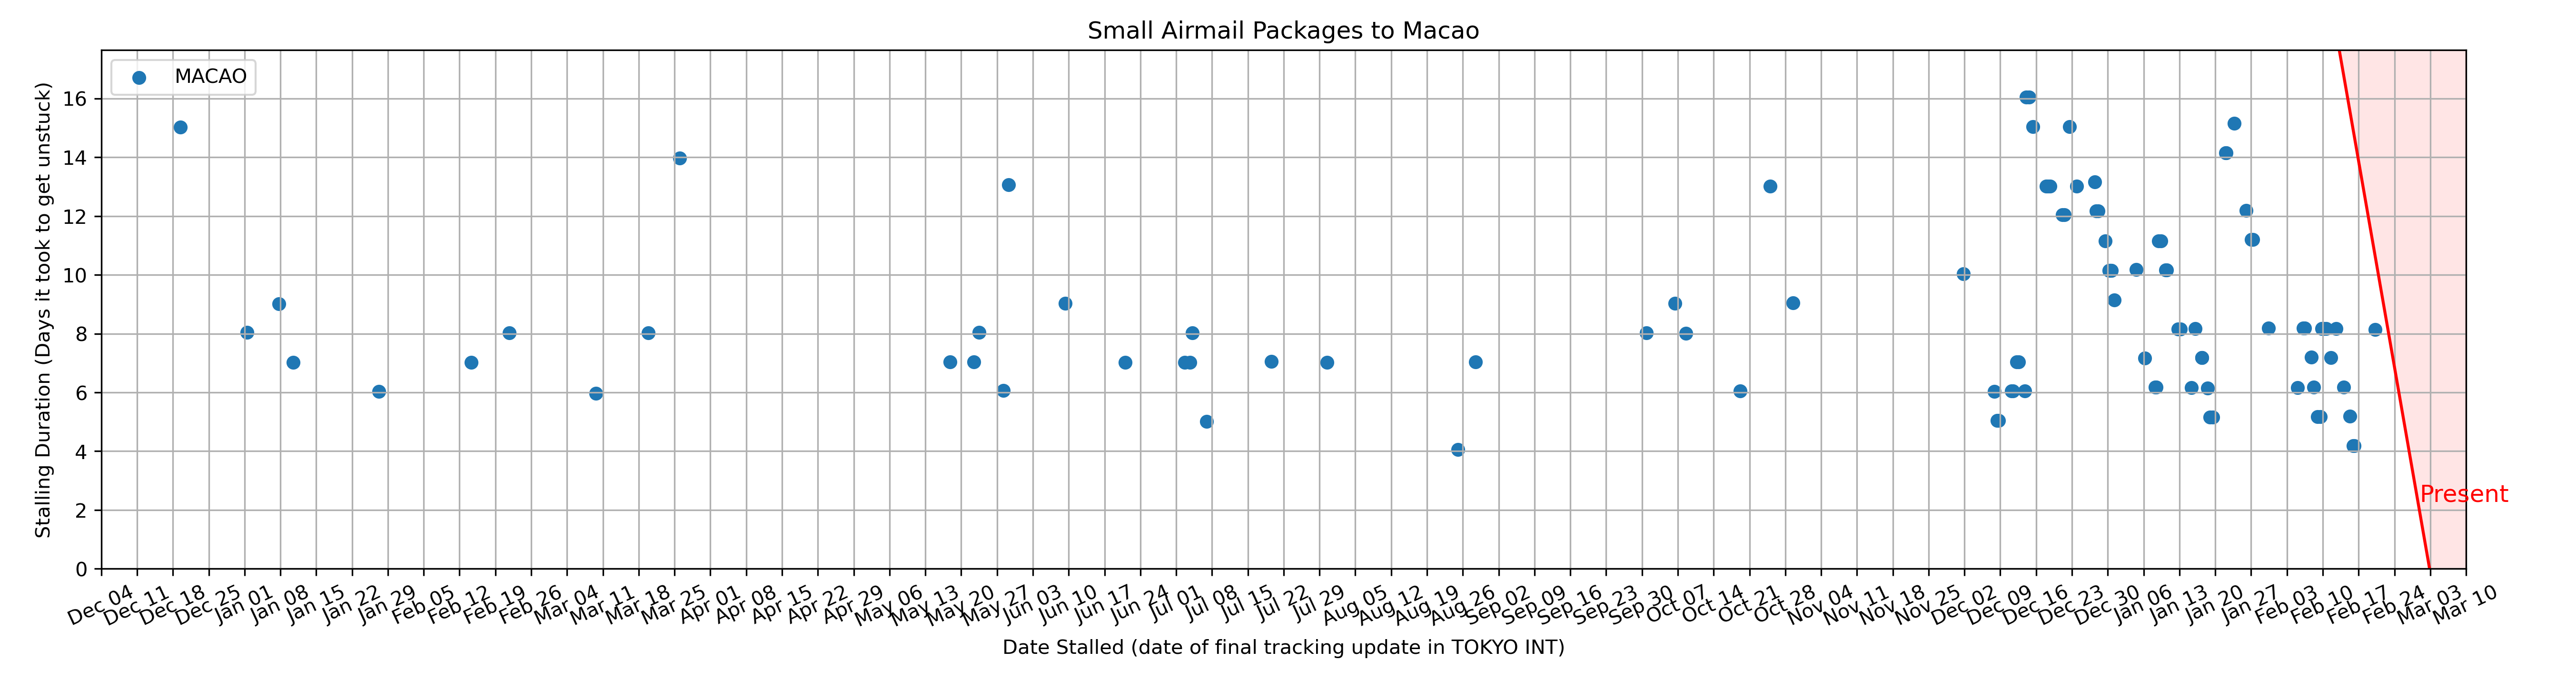 Small Airmail Packages to Macao
MACAO
Stalling Duration (Days it took to get unstuck)
16
14
12
10
8
6
4
2
0
Present
Dec 04 Dec 11 Dec 18 Dec 25 Jan 01 Jan 08 Jan 15 Jan 22 Jan 29 Feb 05 Feb 12 Feb 19 Feb 26 Mar 04 Mar 11 Mar 18 Mar 25 Apr 01 Apr 08 Apr 15 Apr 22 Apr 29 May 06 May 13 May 20 May 27 Jun 03 Jun 10 Jun 17 Jun 24 Jul 01 Jul 08 Jul 15 Jul 22 Jul 29 Aug 05 Aug 12 Aug 19 Aug 26 Sep 02 Sep 09 Sep 16 Sep 23 Sep 30 Oct 07 Oct 14 Oct 21 Oct 28 Nov 04 Nov 11 Nov 18 Nov 25 Dec 02 Dec 09 Dec 16 Dec 23 Dec 30 Jan 06 Jan 13 Jan 20 Jan 27 Feb 03 Feb 10 Feb 17 Feb 24 Mar 03 Mar 10
Date Stalled (date of final tracking update in TOKYO INT)